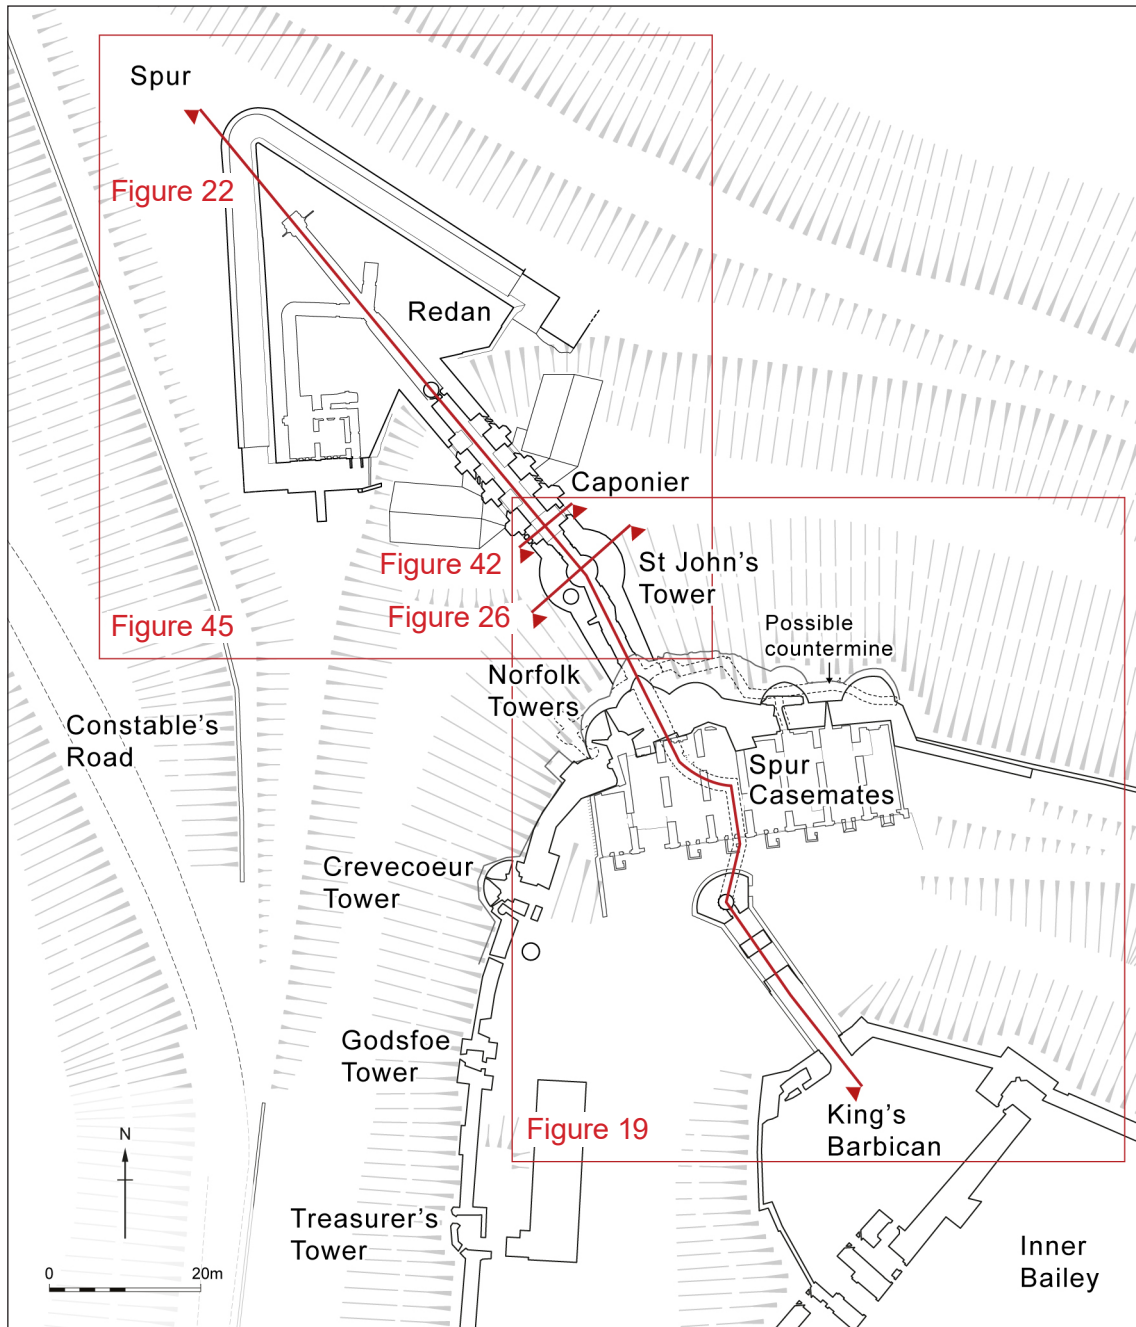 Spur
Figure 22
Redan
Caponier
Figure 42
St John's
Tower
Figure 26
Figure 45
Possible
countermine
Norfolk
Towers
Constable's
Road
Spur
Casemates
Crevecoeur
Tower
Godsfoe
Tower
King's
Barbican
Figure 19
N
Treasurer's
Tower
Inner
Bailey
0 20m